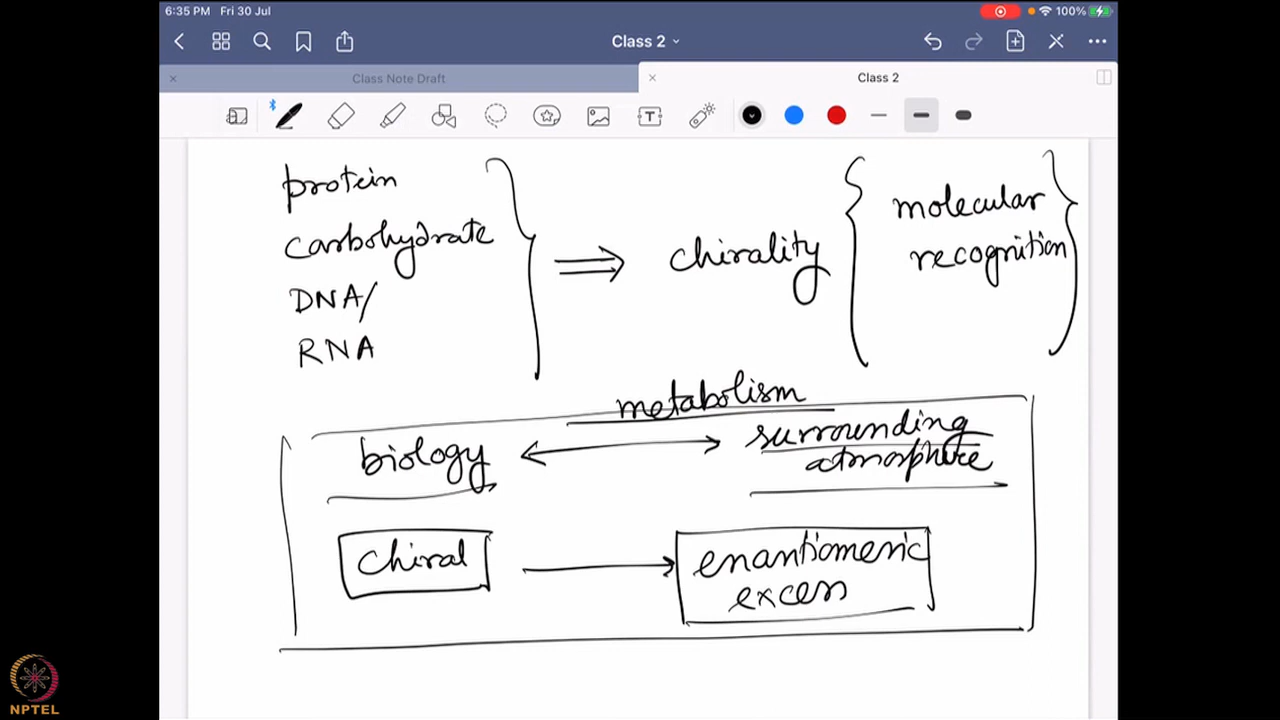 6:35 PM Fri 30 Jul
100%
Class 2
Class Note Draft
Class 2
T
protein
carbohydrate
DNA/
RNA
chirality
molecular
recognition
metabolism
biology
surrounding
atmosphere
chiral
enantiomeric
excess
NPTEL